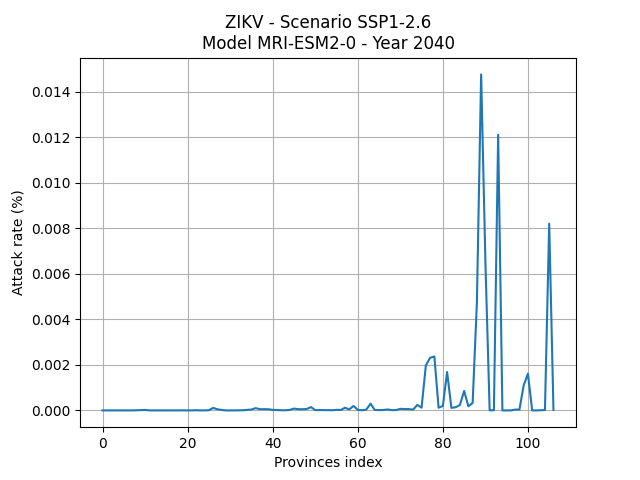 ZIKV - Scenario SSP1-2.6
Model MRI-ESM2-0 - Year 2040
0.014
0.012
0.010
0.008
0.006
0.004
0.002
0.000
Attack rate (%)
0 20 40 60 80 100
Provinces index